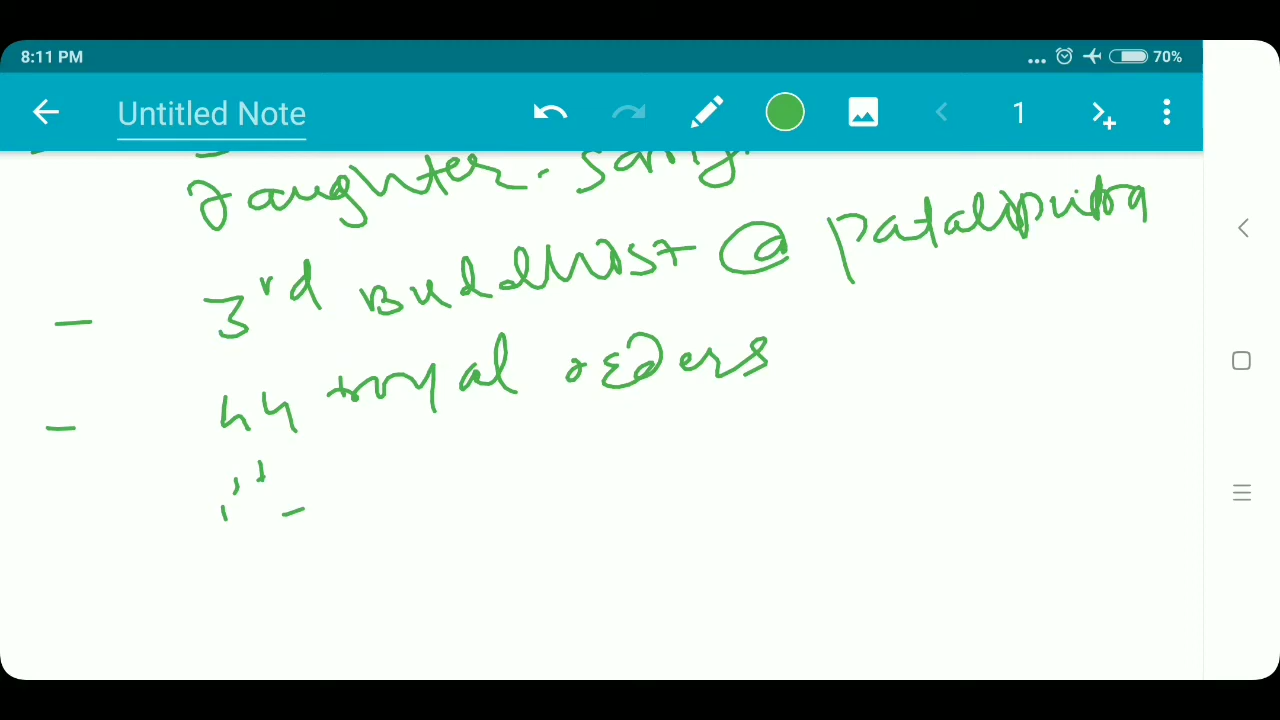 8:11 PM
70%
Untitled Note
1
Daughter - Sang
- 3rd Buddhist @ Pataliputra
- 44 royal orders